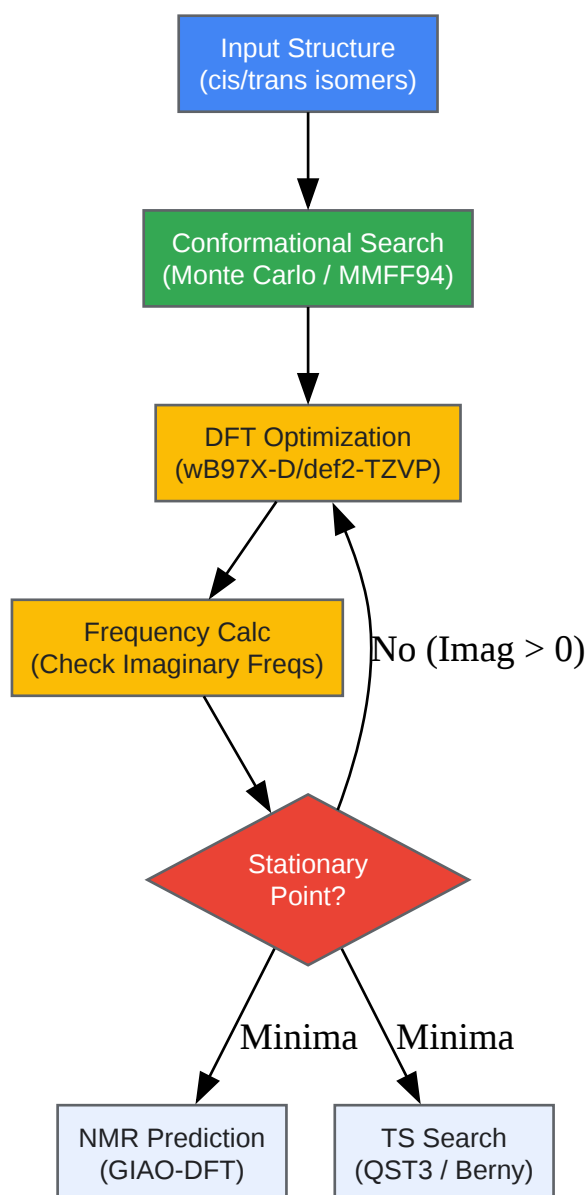 Input Structure
(cis/trans isomers)
Conformational Search
(Monte Carlo / MMFF94)
DFT Optimization
(wB97X-D/def2-TZVP)
Frequency Calc
(Check Imaginary Freqs)
No (Imag > 0)
Stationary
Point?
Minima
Minima
NMR Prediction
(GIAO-DFT)
TS Search
(QST3 / Berny)